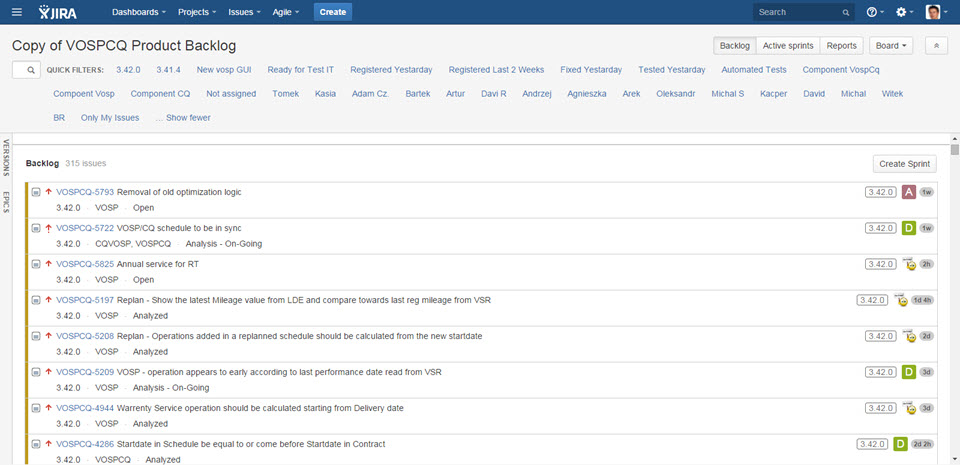 JIRA Dashboards Projects Issues Agile Create Search
Copy of VOSPCQ Product Backlog Backlog Active sprints Reports Board
QUICK FILTERS: 3.42.0 3.41.4 New vosp GUI Ready for Test IT Registered Yestarday Registered Last 2 Weeks Fixed Yestarday Tested Yestarday Automated Tests Component VospCq
Compoent Vosp Component CQ Not assigned Tomek Kasia Adam Cz. Bartek Artur Davi R Andrzej Agnieszka Arek Oleksandr Michal S Kacper David Michal Witek
BR Only My Issues ... Show fewer
VERSIONS
EPICS
Backlog 315 issues Create Sprint
VOSPCQ-5793 Removal of old optimization logic 3.42.0 A 1w
3.42.0 · VOSP · Open
VOSPCQ-5722 VOSP/CQ schedule to be in sync 3.42.0 D 1w
3.42.0 · CQVOSP, VOSPCQ · Analysis - On-Going
VOSPCQ-5825 Annual service for RT 3.42.0 2h
3.42.0 · VOSP · Open
VOSPCQ-5197 Replan - Show the latest Mileage value from LDE and compare towards last reg mileage from VSR 3.42.0 1d 4h
3.42.0 · VOSP · Analyzed
VOSPCQ-5208 Replan - Operations added in a replanned schedule should be calculated from the new startdate 3.42.0 2d
3.42.0 · VOSP · Analyzed
VOSPCQ-5209 VOSP - operation appears to early according to last performance date read from VSR 3.42.0 D 3d
3.42.0 · VOSP · Analysis - On-Going
VOSPCQ-4944 Warrenty Service operation should be calculated starting from Delivery date 3.42.0 3d
3.42.0 · VOSP · Analyzed
VOSPCQ-4286 Startdate in Schedule be equal to or come before Startdate in Contract 3.42.0 D 2d 2h
3.42.0 · VOSPCQ · Analyzed